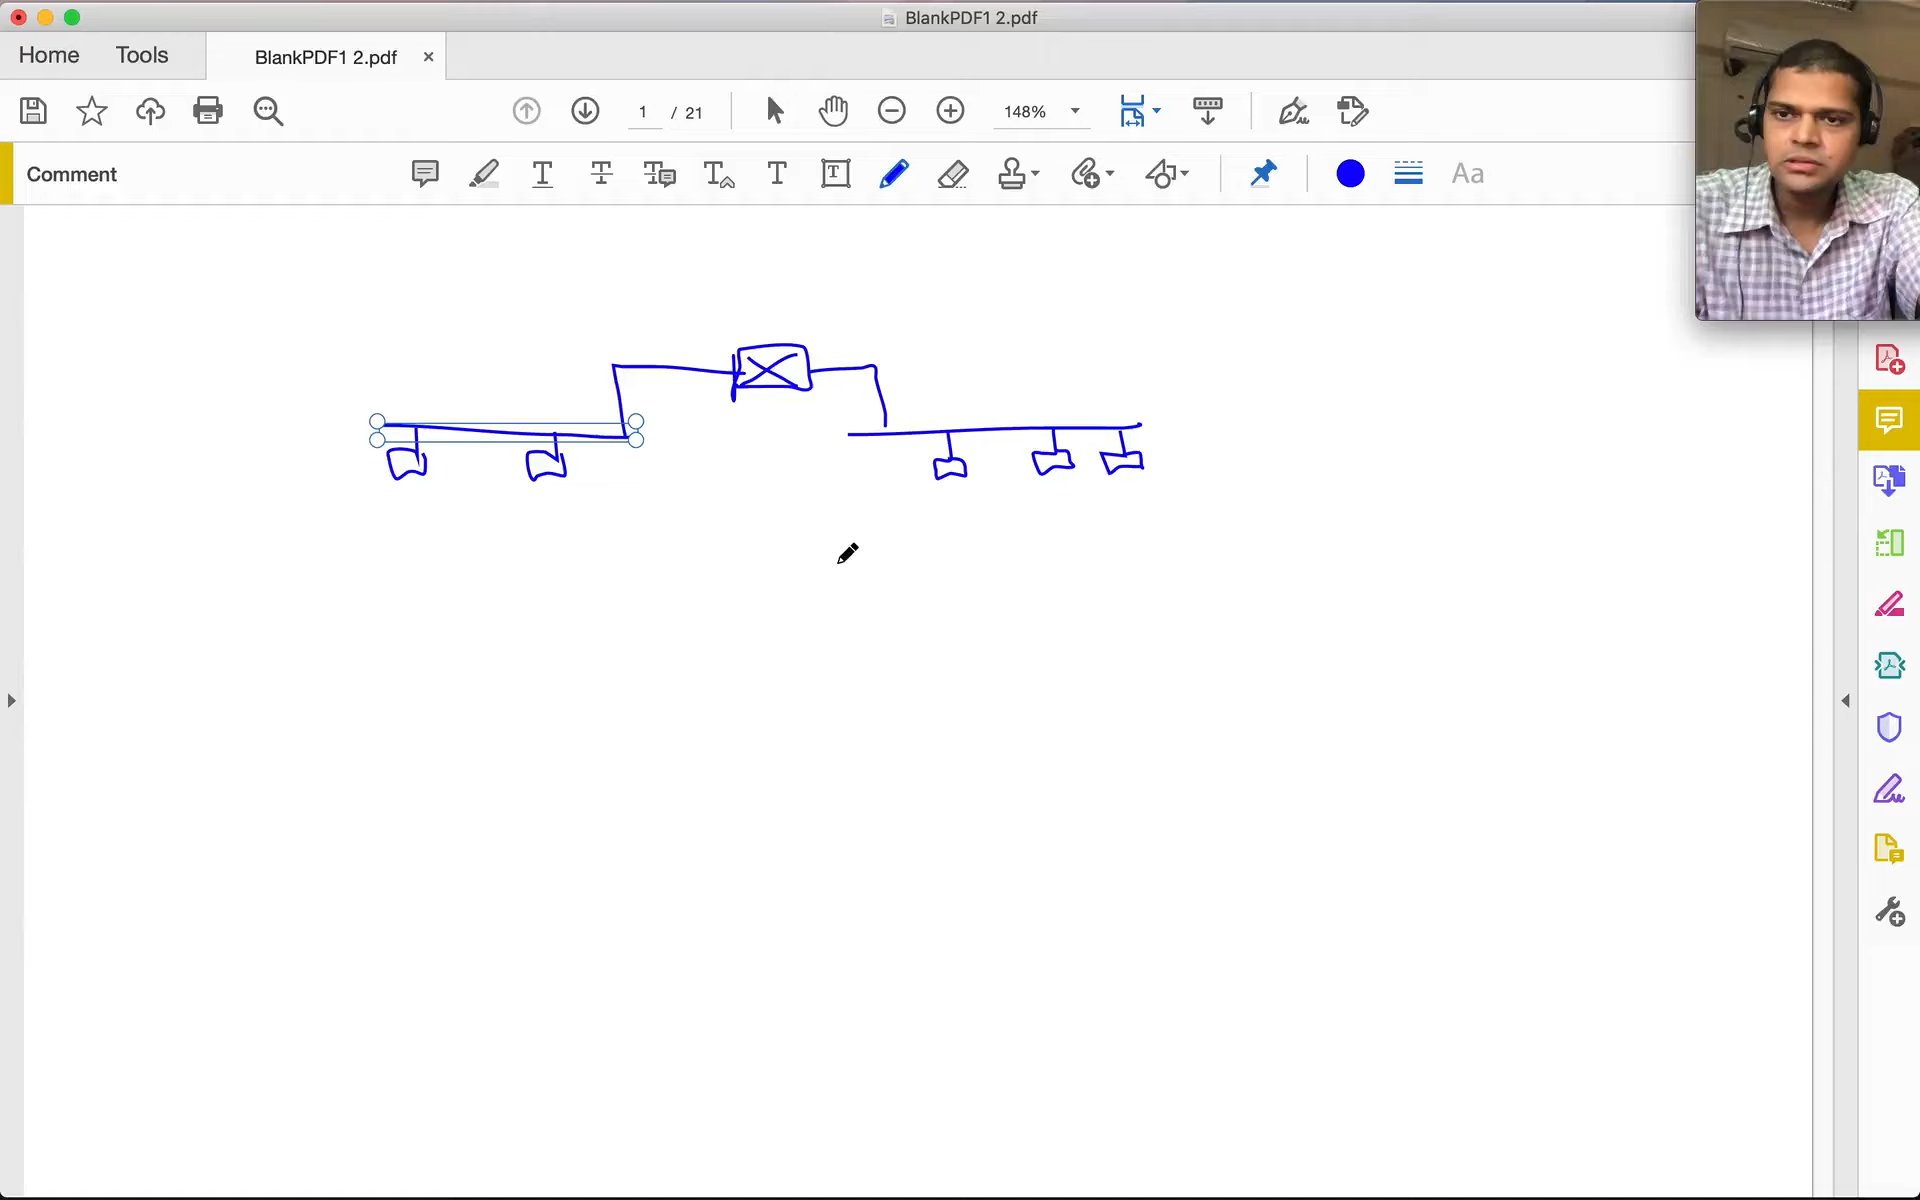 BlankPDF1 2.pdf
Home Tools BlankPDF1 2.pdf ×
1 / 21 148%
Comment T T T T T T Aa